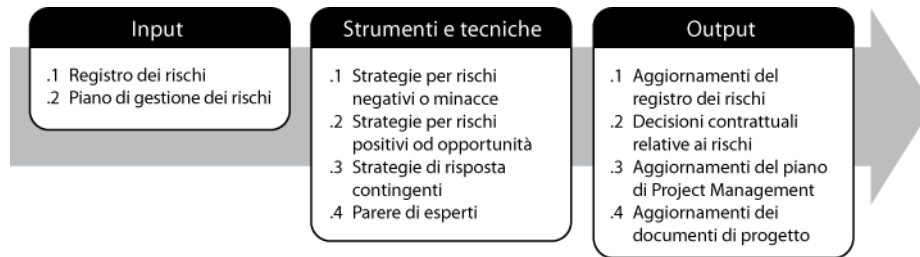 Input
.1 Registro dei rischi
.2 Piano di gestione dei rischi
Strumenti e tecniche
.1 Strategie per rischi
negativi o minacce
.2 Strategie per rischi
positivi od opportunità
.3 Strategie di risposta
contingenti
.4 Parere di esperti
Output
.1 Aggiornamenti del
registro dei rischi
.2 Decisioni contrattuali
relative ai rischi
.3 Aggiornamenti del piano
di Project Management
.4 Aggiornamenti dei
documenti di progetto